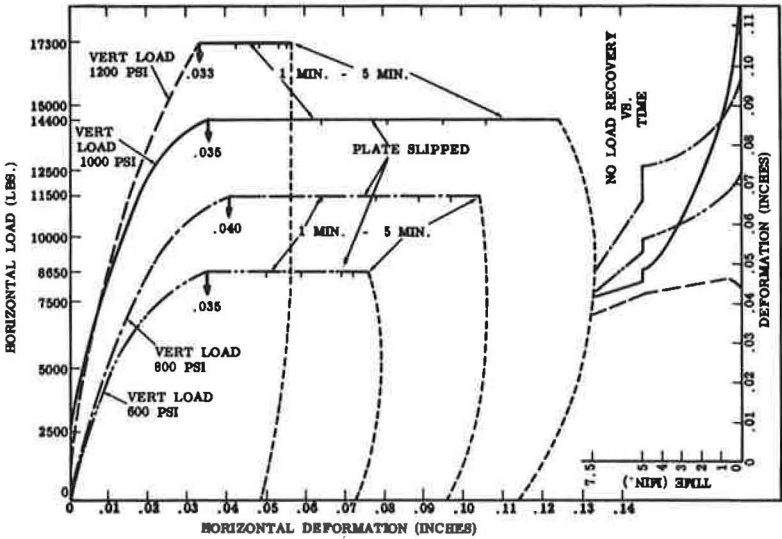 17300
15000
14400
12500
11500
10000
8650
7500
5000
2500
0
HORIZONTAL LOAD (LBS.)
VERT LOAD
1200 PSI
VERT
LOAD
1000 PSI
VERT LOAD
800 PSI
VERT LOAD
600 PSI
.033
.035
.040
.035
1 MIN. - 5 MIN.
PLATE SLIPPED
1 MIN. - 5 MIN.
0 .01 .02 .03 .04 .05 .06 .07 .08 .09 .10 .11 .12 .13 .14
HORIZONTAL DEFORMATION (INCHES)
NO LOAD RECOVERY
VS.
TIME
7.5 5 4 3 2 1 0
TIME (MIN.)
0 .01 .02 .03 .04 .05 .06 .07 .08 .09 .10 .11
DEFORMATION (INCHES)